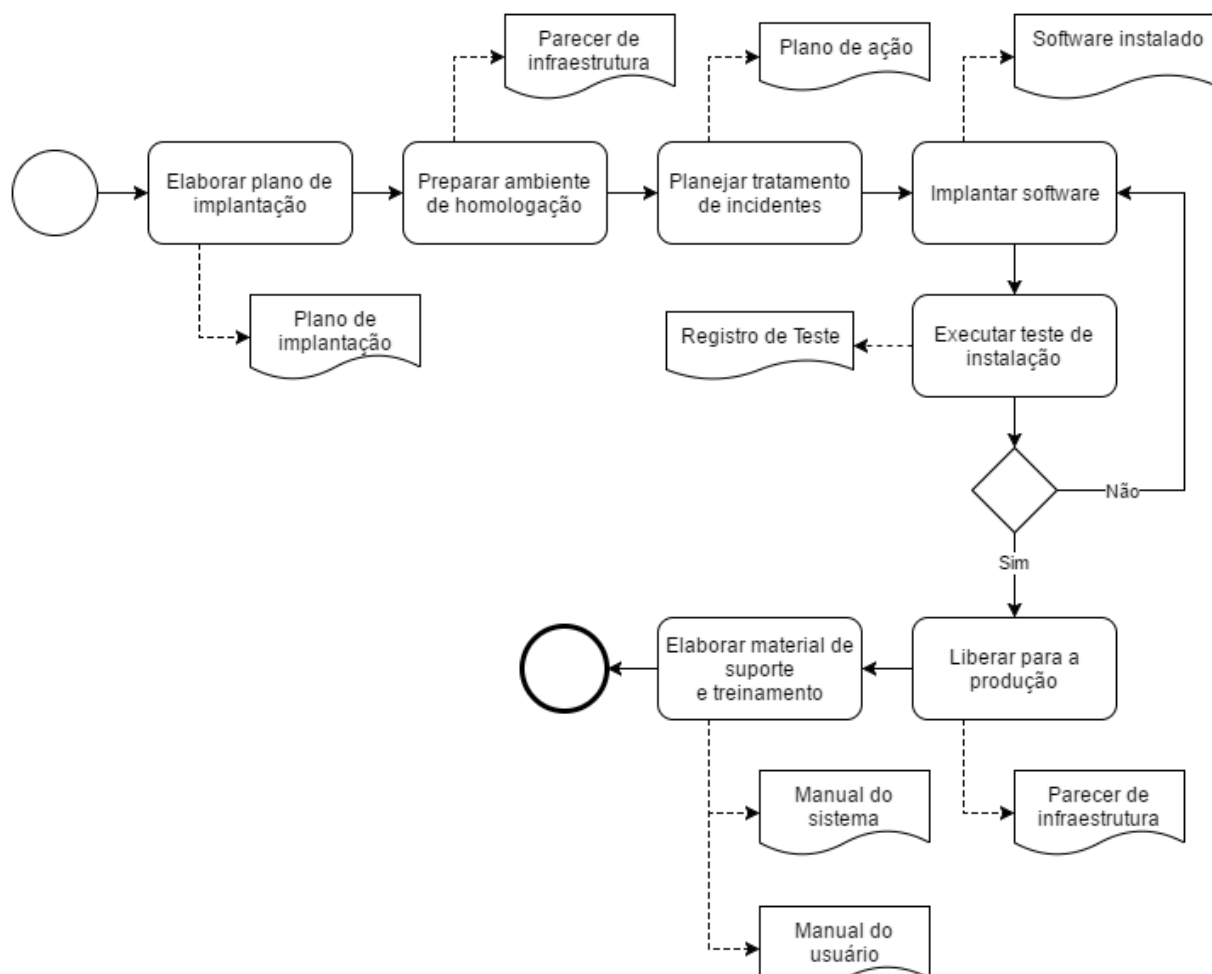 Parecer de
infraestrutura
Plano de ação
Software instalado
Elaborar plano de
implantação
Preparar ambiente
de homologação
Planejar tratamento
de incidentes
Implantar software
Plano de
implantação
Registro de Teste
Executar teste de
instalação
Não
Sim
Elaborar material de
suporte
e treinamento
Liberar para a
produção
Manual do
sistema
Parecer de
infraestrutura
Manual do
usuário